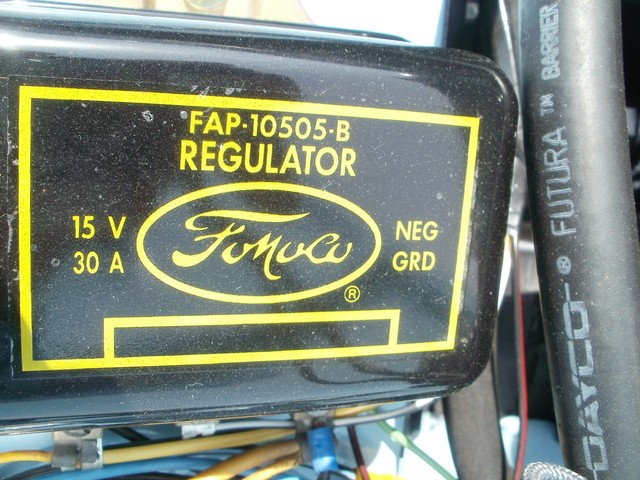 FAP-10505-B
REGULATOR
15 V
30 A
FoMoCo
®
NEG
GRD
DAYCO® FUTURA™ BARRIER